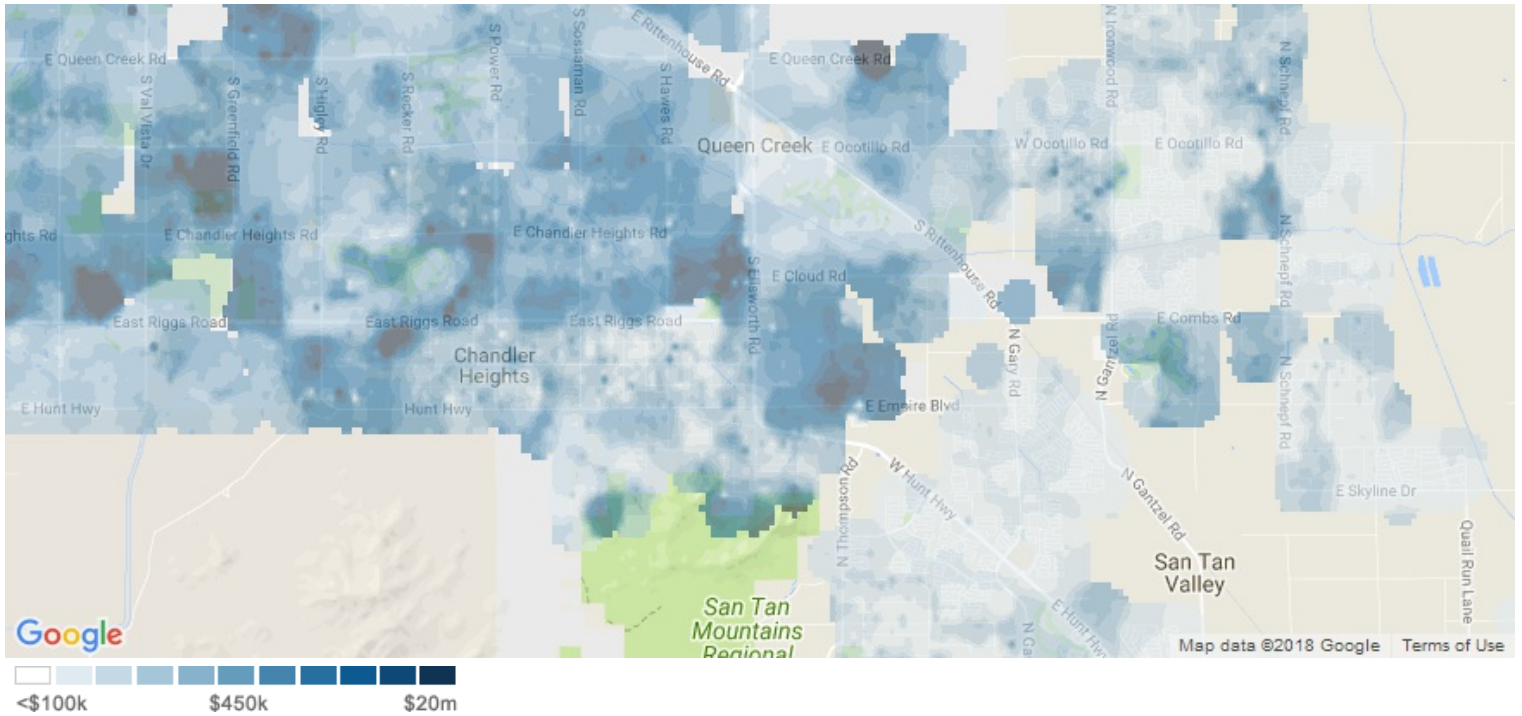 E Rittenhouse Rd
N Ironwood Rd
E Queen Creek Rd
S Power Rd
S Sossaman Rd
E Queen Creek Rd
N Schnepf Rd
S Val Vista Dr
S Greenfield Rd
S Higley Rd
S Recker Rd
S Hawes Rd
Queen Creek
E Ocotillo Rd
W Ocotillo Rd
E Ocotillo Rd
ghts Rd
E Chandler Heights Rd
E Chandler Heights Rd
S Rittenhouse Rd
N Schnepf Rd
S Ellsworth Rd
E Cloud Rd
East Riggs Road
East Riggs Road
East Riggs Road
E Combs Rd
N Gary Rd
N Gantzel Rd
N Schnepf Rd
Chandler
Heights
E Hunt Hwy
Hunt Hwy
E Empire Blvd
N Thompson Rd
W Hunt Hwy
N Gantzel Rd
E Skyline Dr
Quail Run Lane
San Tan
Valley
San Tan
Mountains
Regional
E Hunt Hwy
N Ga
Google
Map data ©2018 Google
Terms of Use
<$100k
$450k
$20m